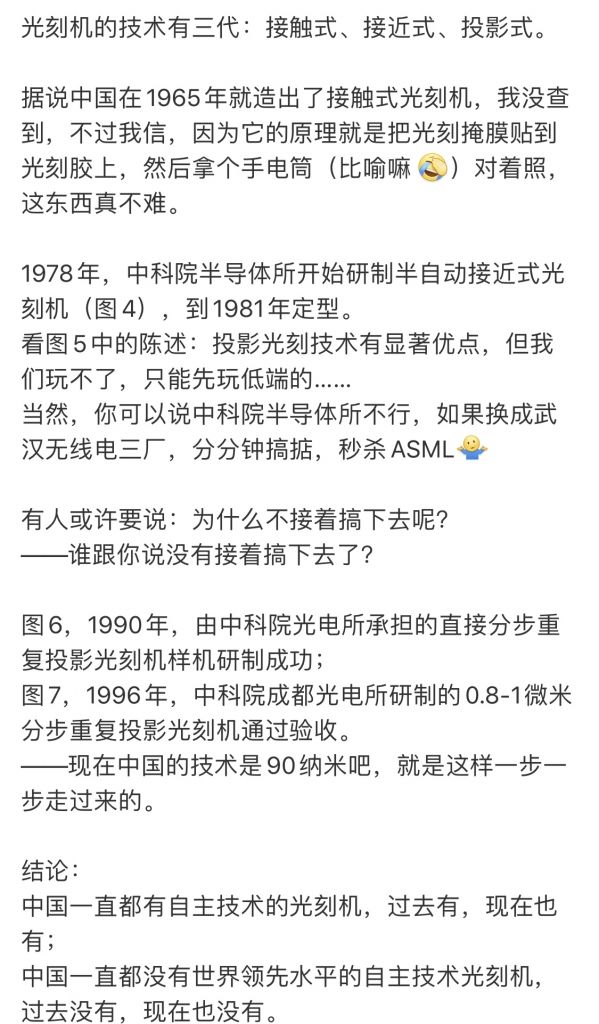 光刻机的技术有三代：接触式、接近式、投影式。
据说中国在1965年就造出了接触式光刻机，我没查
到，不过我信，因为它的原理就是把光刻掩膜贴到
光刻胶上，然后拿个手电筒（比喻嘛🤣）对着照，
这东西真不难。
1978年，中科院半导体所开始研制半自动接近式光
刻机（图4），到1981年定型。
看图5中的陈述：投影光刻技术有显著优点，但我
们玩不了，只能先玩低端的……
当然，你可以说中科院半导体所不行，如果换成武
汉无线电三厂，分分钟搞掂，秒杀ASML🤷
有人或许要说：为什么不接着搞下去呢？
——谁跟你说没有接着搞下去了？
图6，1990年，由中科院光电所承担的直接分步重
复投影光刻机样机研制成功；
图7，1996年，中科院成都光电所研制的0.8-1微米
分步重复投影光刻机通过验收。
——现在中国的技术是90纳米吧，就是这样一步一
步走过来的。
结论：
中国一直都有自主技术的光刻机，过去有，现在也
有；
中国一直都没有世界领先水平的自主技术光刻机，
过去没有，现在也没有。